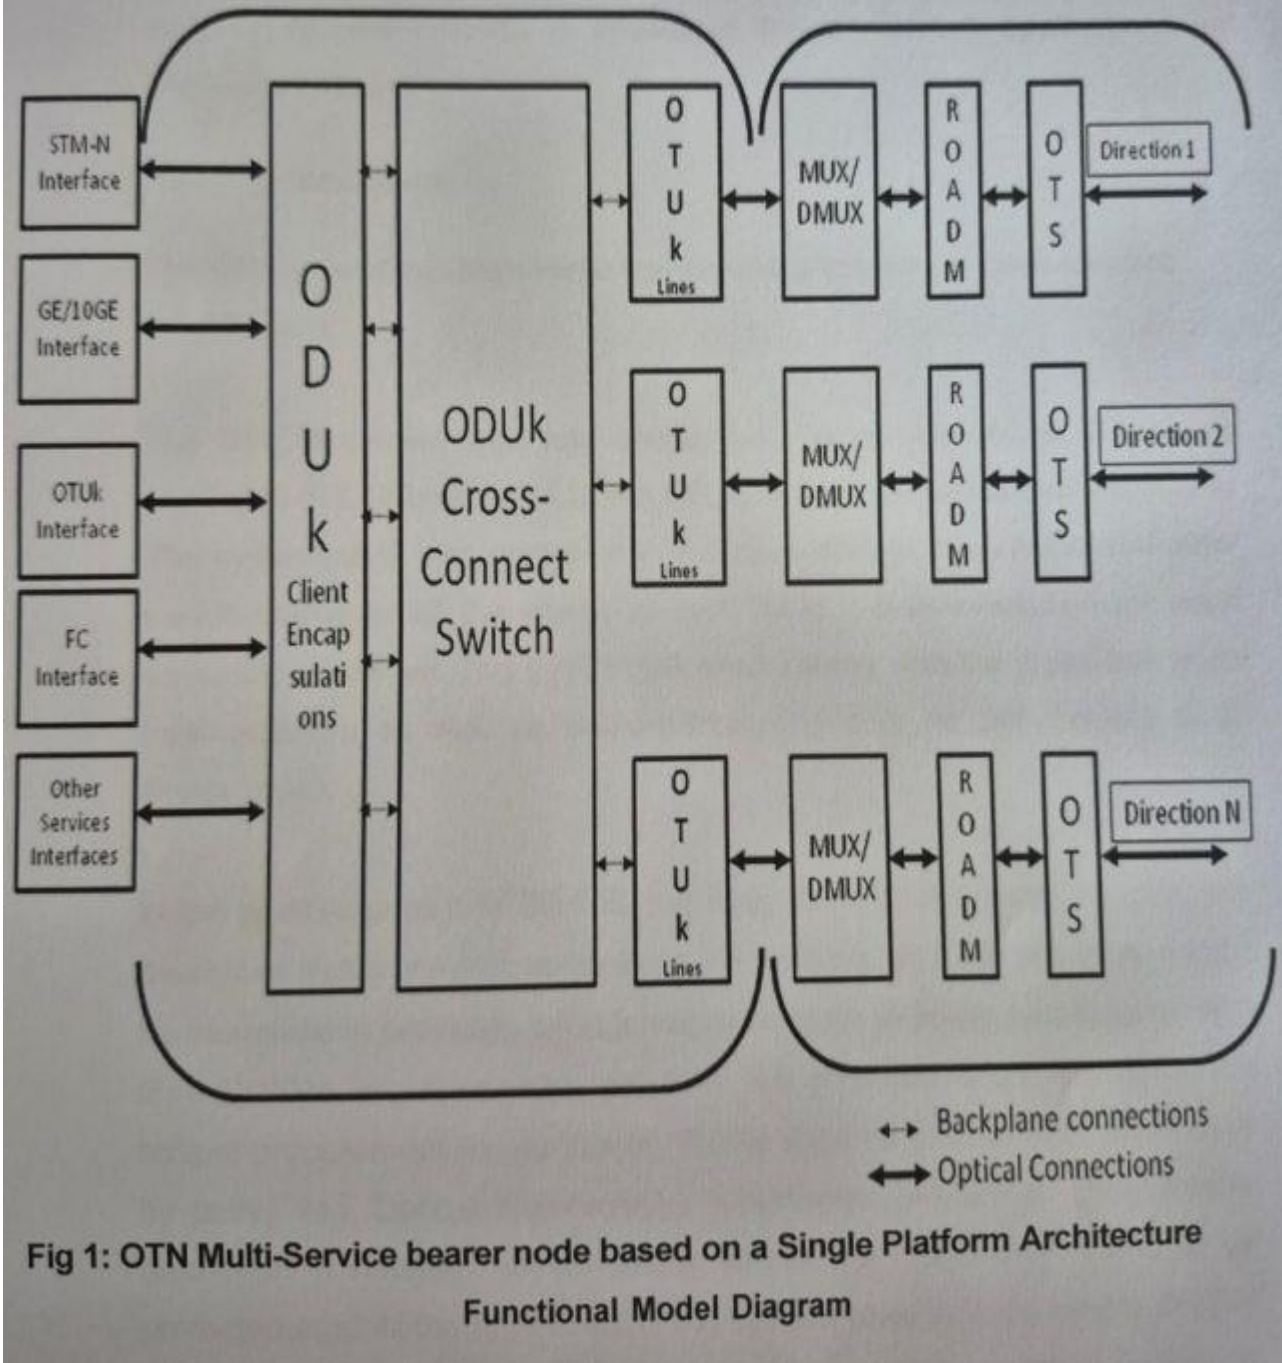 STM-N
Interface
GE/10GE
Interface
OTUk
Interface
FC
Interface
Other
Services
Interfaces
O
D
U
k
Client
Encap
sulati
ons
ODUk
Cross-
Connect
Switch
O
T
U
k
Lines
MUX/
DMUX
R
O
A
D
M
O
T
S
Direction 1
O
T
U
k
Lines
MUX/
DMUX
R
O
A
D
M
O
T
S
Direction 2
O
T
U
k
Lines
MUX/
DMUX
R
O
A
D
M
O
T
S
Direction N
Backplane connections
Optical Connections
Fig 1: OTN Multi-Service bearer node based on a Single Platform Architecture
Functional Model Diagram